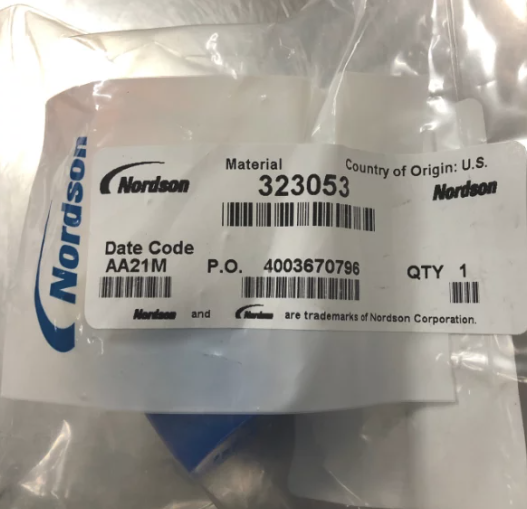 Nordson
Nordson
Material
323053
Country of Origin: U.S.
Nordson
Date Code
AA21M
P.O. 4003670796
QTY 1
Nordson and Nordson are trademarks of Nordson Corporation.